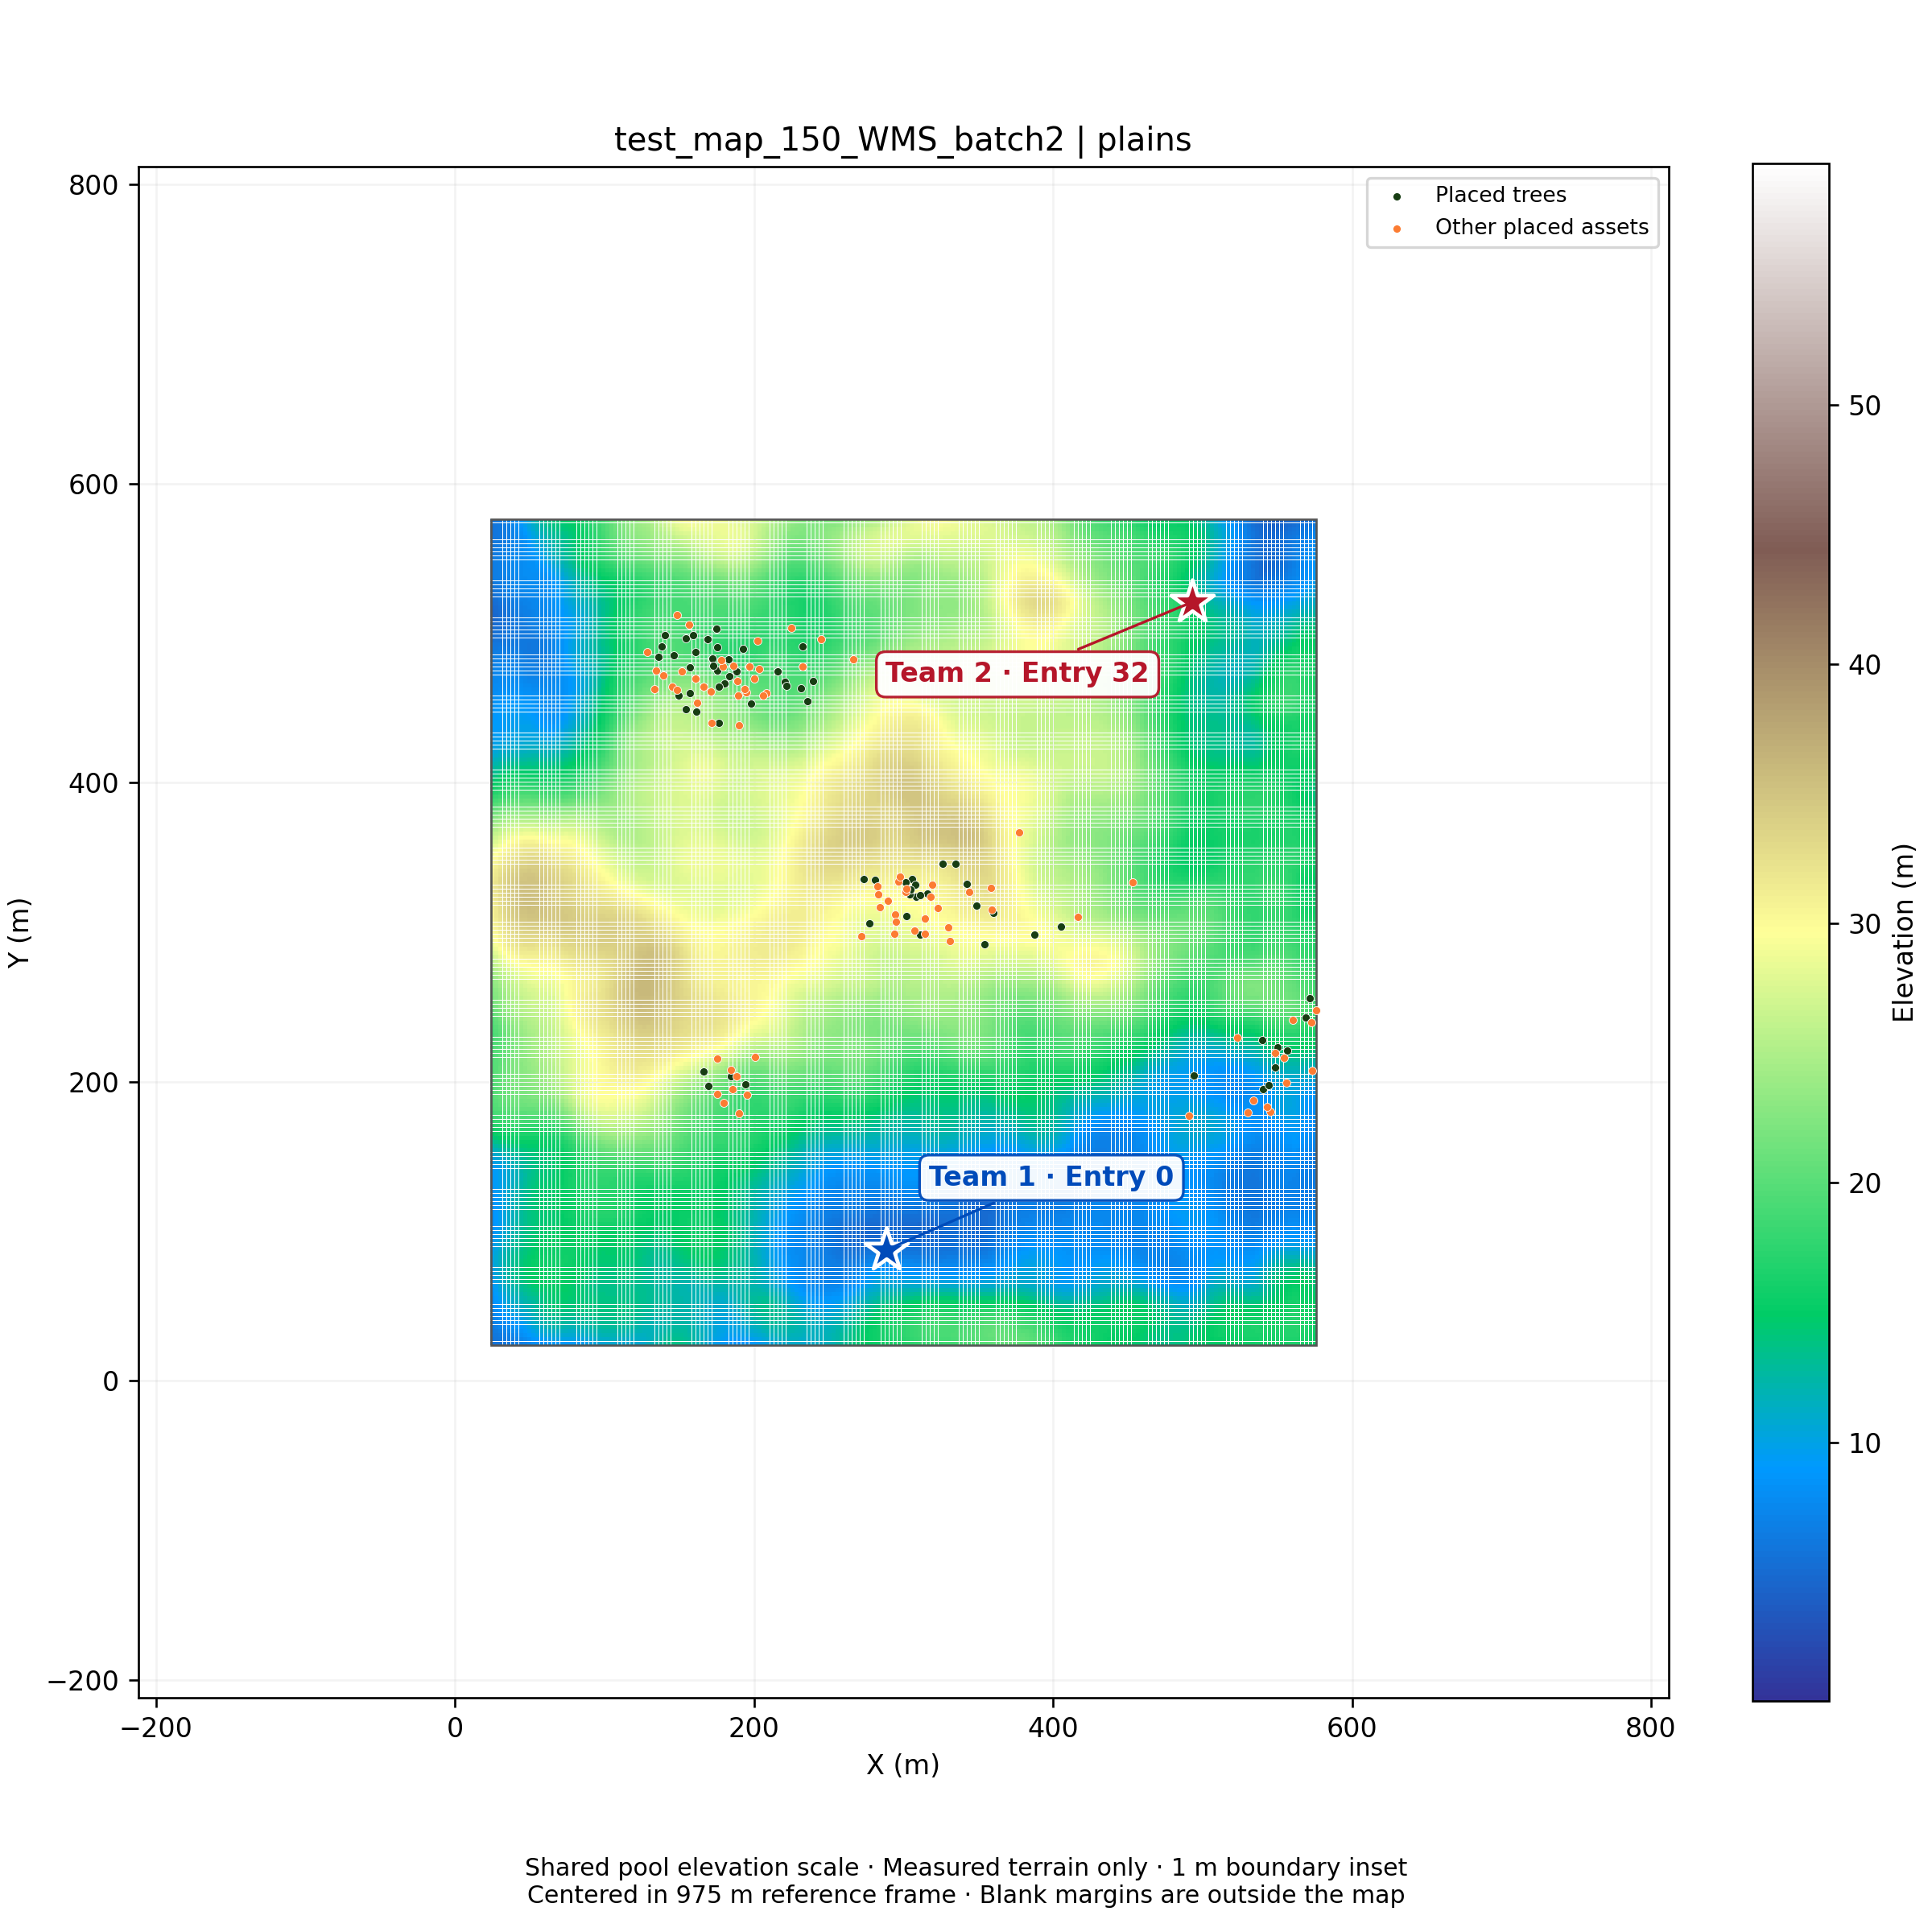 test_map_150_WMS_batch2 | plains
Placed trees
Other placed assets
Team 2 · Entry 32
Team 1 · Entry 0
800
600
400
200
0
−200
Y (m)
−200
0
200
400
600
800
X (m)
50
40
30
20
10
Elevation (m)
Shared pool elevation scale · Measured terrain only · 1 m boundary inset
Centered in 975 m reference frame · Blank margins are outside the map